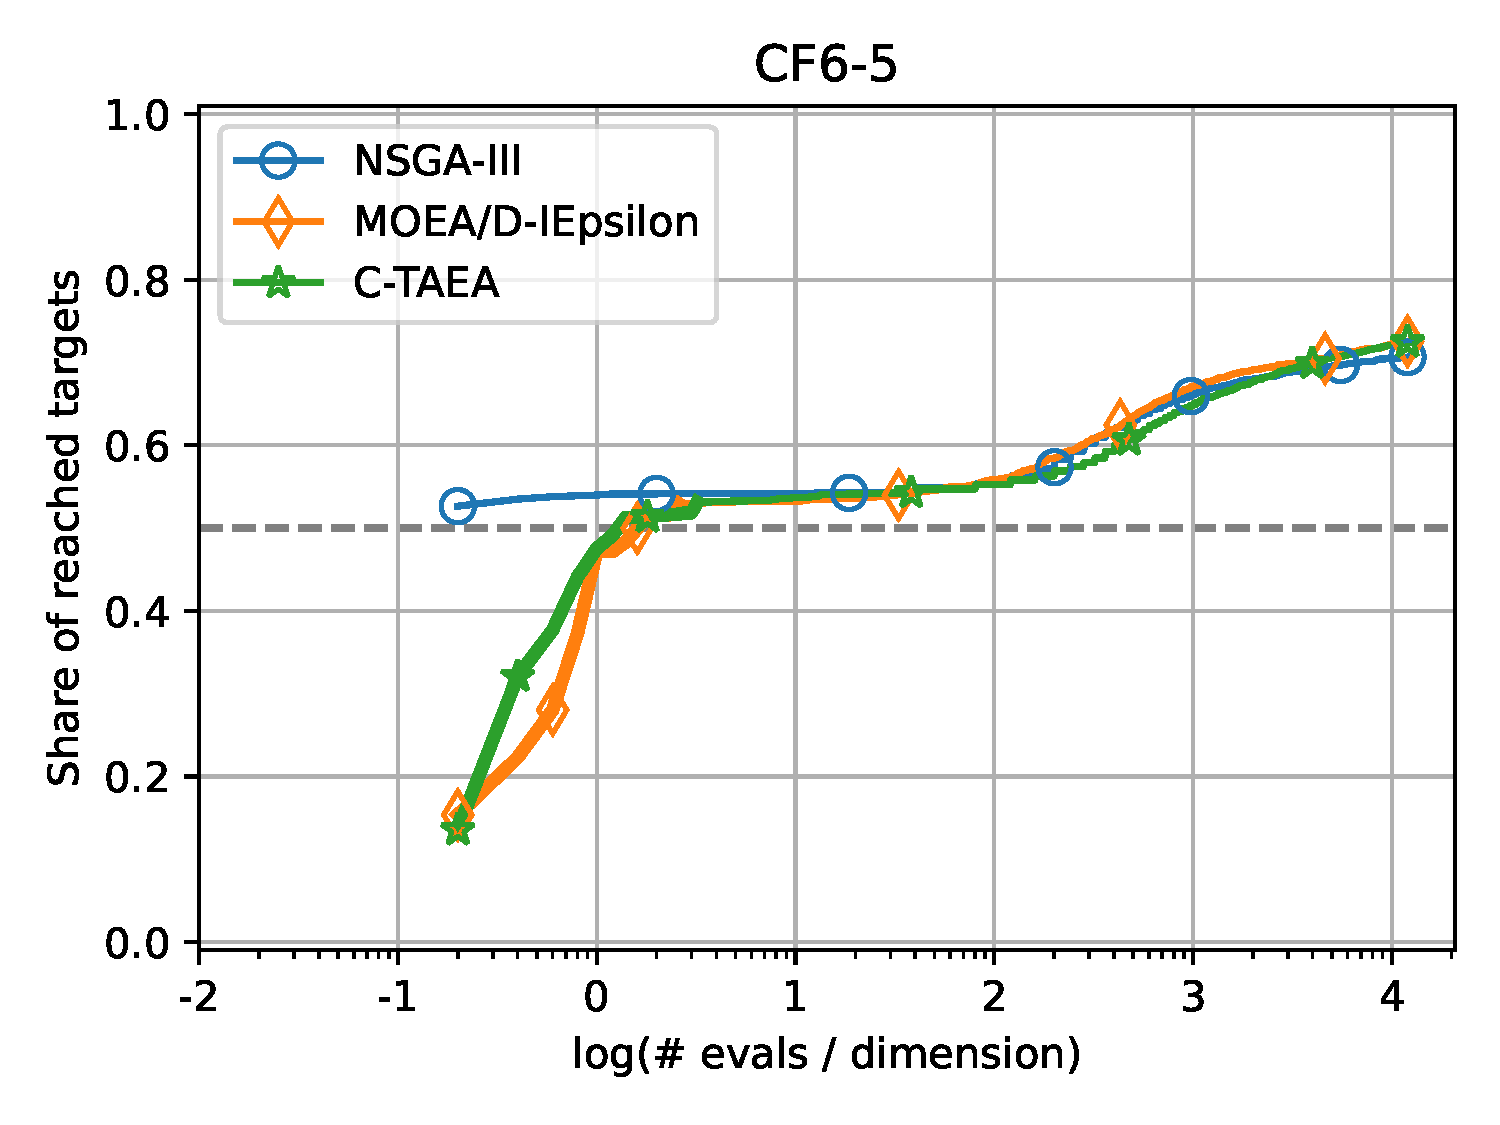 CF6-5
1.0
0.8
0.6
0.4
0.2
0.0
Share of reached targets
NSGA-III
MOEA/D-IEpsilon
C-TAEA
-2 -1 0 1 2 3 4
log(# evals / dimension)